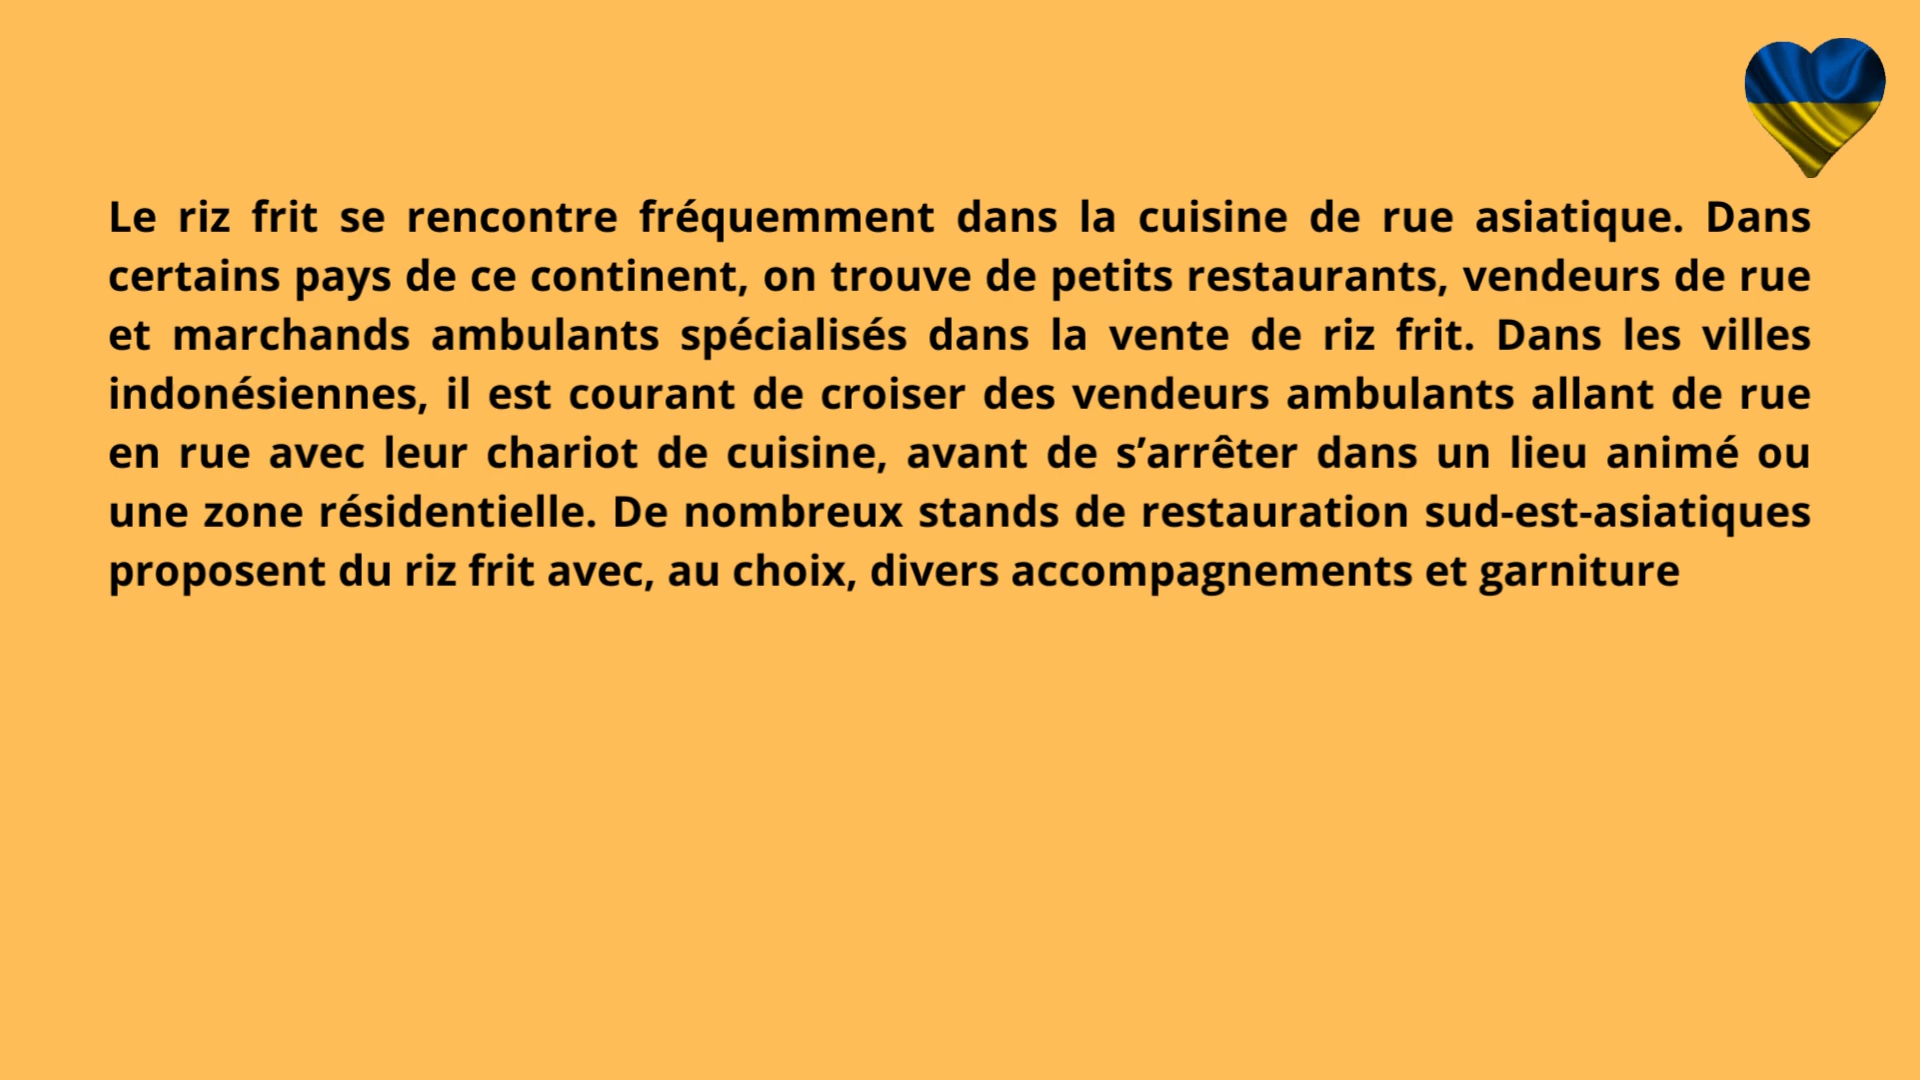 Le riz frit se rencontre fréquemment dans la cuisine de rue asiatique. Dans
certains pays de ce continent, on trouve de petits restaurants, vendeurs de rue
et marchands ambulants spécialisés dans la vente de riz frit. Dans les villes
indonésiennes, il est courant de croiser des vendeurs ambulants allant de rue
en rue avec leur chariot de cuisine, avant de s’arrêter dans un lieu animé ou
une zone résidentielle. De nombreux stands de restauration sud-est-asiatiques
proposent du riz frit avec, au choix, divers accompagnements et garniture